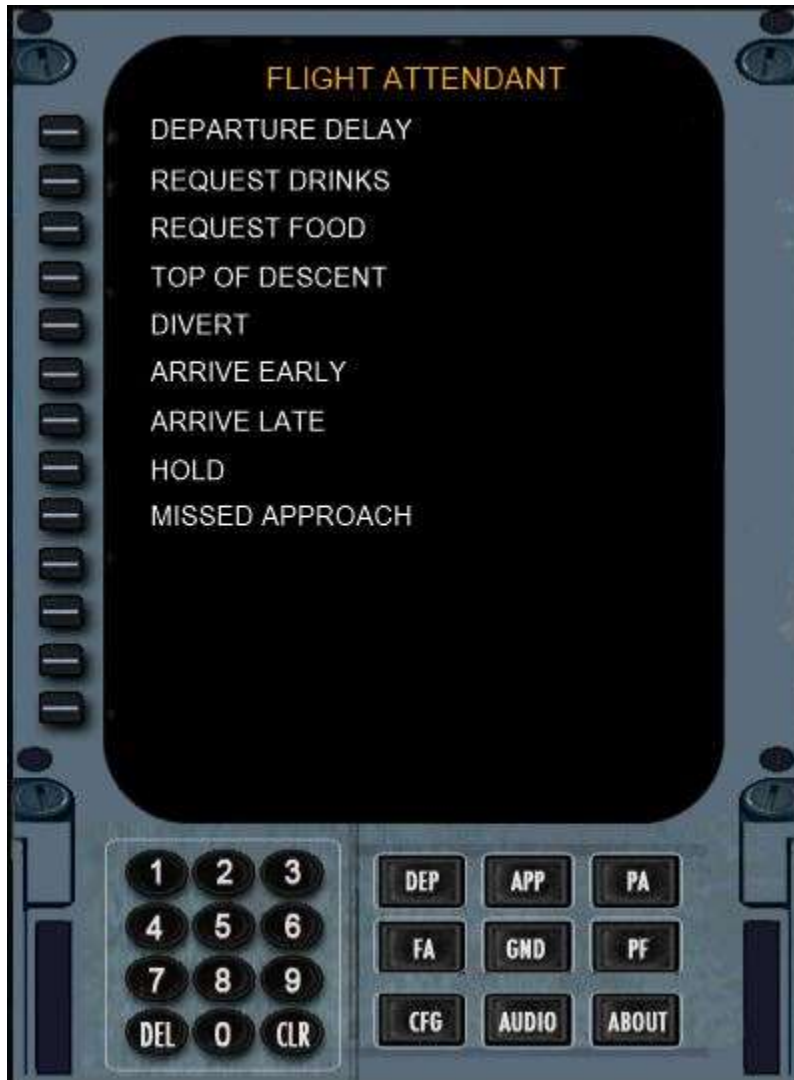 FLIGHT ATTENDANT
DEPARTURE DELAY
REQUEST DRINKS
REQUEST FOOD
TOP OF DESCENT
DIVERT
ARRIVE EARLY
ARRIVE LATE
HOLD
MISSED APPROACH
1 2 3
4 5 6
7 8 9
DEL 0 CLR
DEP APP PA
FA GND PF
CFG AUDIO ABOUT